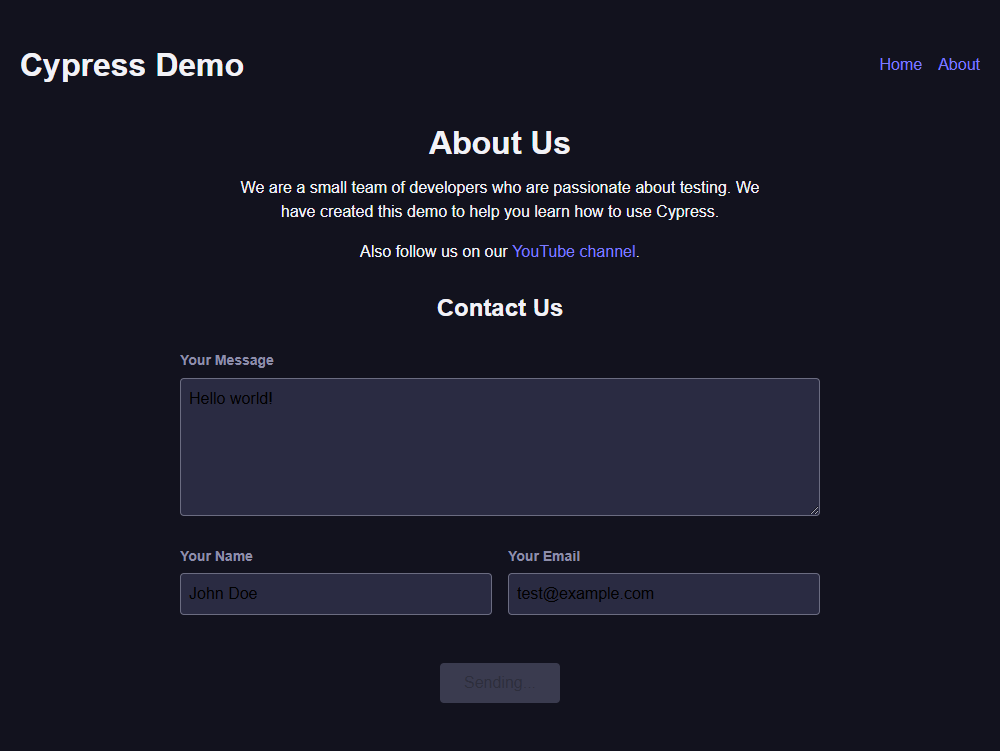 Cypress Demo
Home About
About Us
We are a small team of developers who are passionate about testing. We
have created this demo to help you learn how to use Cypress.
Also follow us on our YouTube channel.
Contact Us
Your Message
Hello world!
Your Name
Your Email
John Doe
test@example.com
Sending...